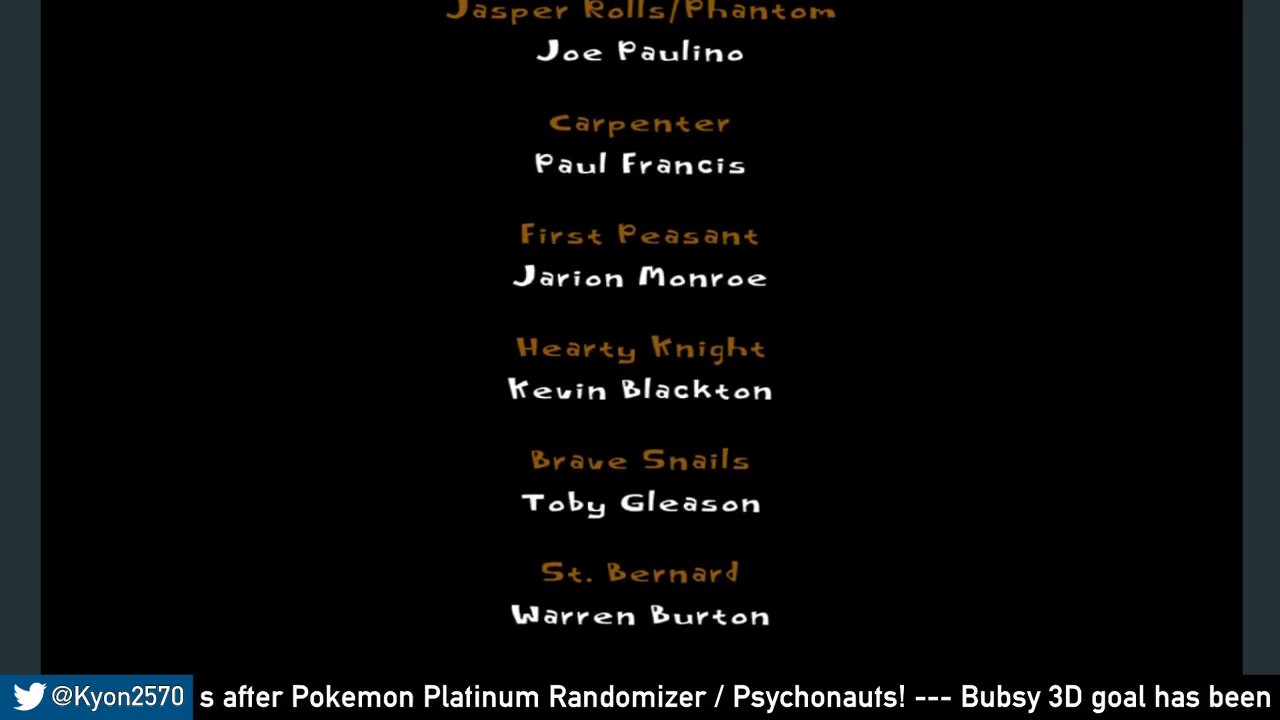 Jasper Rolls/Phantom
Joe Paulino
Carpenter
Paul Francis
First Peasant
Jarion Monroe
Hearty Knight
Kevin Blackton
Brave Snails
Toby Gleason
St. Bernard
Warren Burton
@Kyon2570 s after Pokemon Platinum Randomizer / Psychonauts! --- Bubsy 3D goal has been